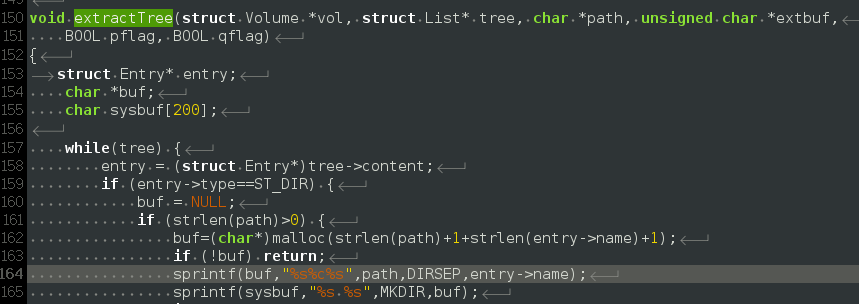 150 void extractTree(struct Volume *vol, struct List* tree, char *path, unsigned char *extbuf,
151     BOOL pflag, BOOL qflag)
152 {
153     struct Entry* entry;
154     char *buf;
155     char sysbuf[200];
156
157     while(tree) {
158         entry = (struct Entry*)tree->content;
159         if (entry->type==ST_DIR) {
160             buf = NULL;
161             if (strlen(path)>0) {
162                 buf=(char*)malloc(strlen(path)+1+strlen(entry->name)+1);
163                 if (!buf) return;
164                 sprintf(buf,"%s%c%s",path,DIRSEP,entry->name);
165                 sprintf(sysbuf,"%s %s",MKDIR,buf);